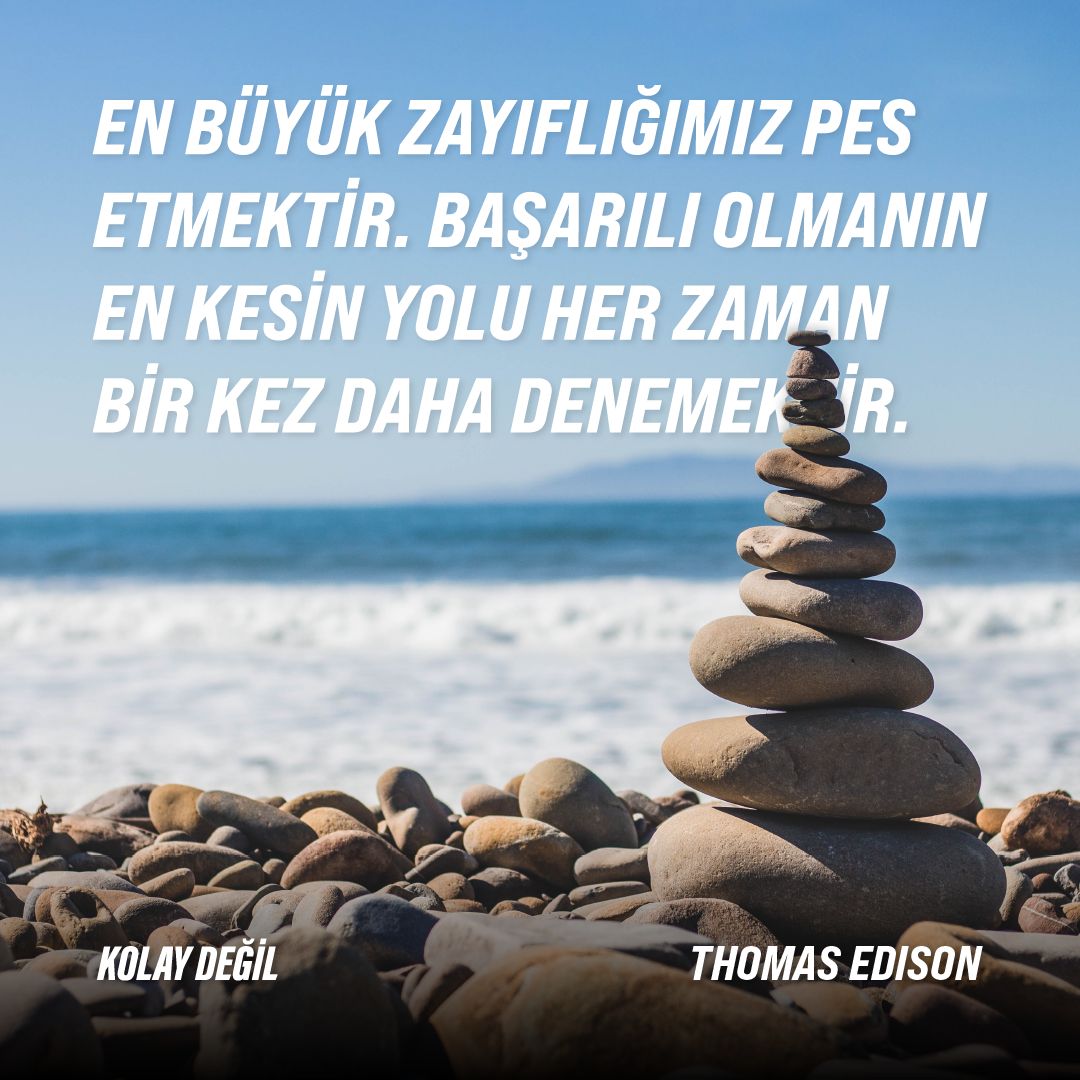 EN BÜYÜK ZAYIFLIĞIMIZ PES
ETMEKTİR. BAŞARILI OLMANIN
EN KESİN YOLU HER ZAMAN
BİR KEZ DAHA DENEMEKTİR.
KOLAY DEĞİL
THOMAS EDISON